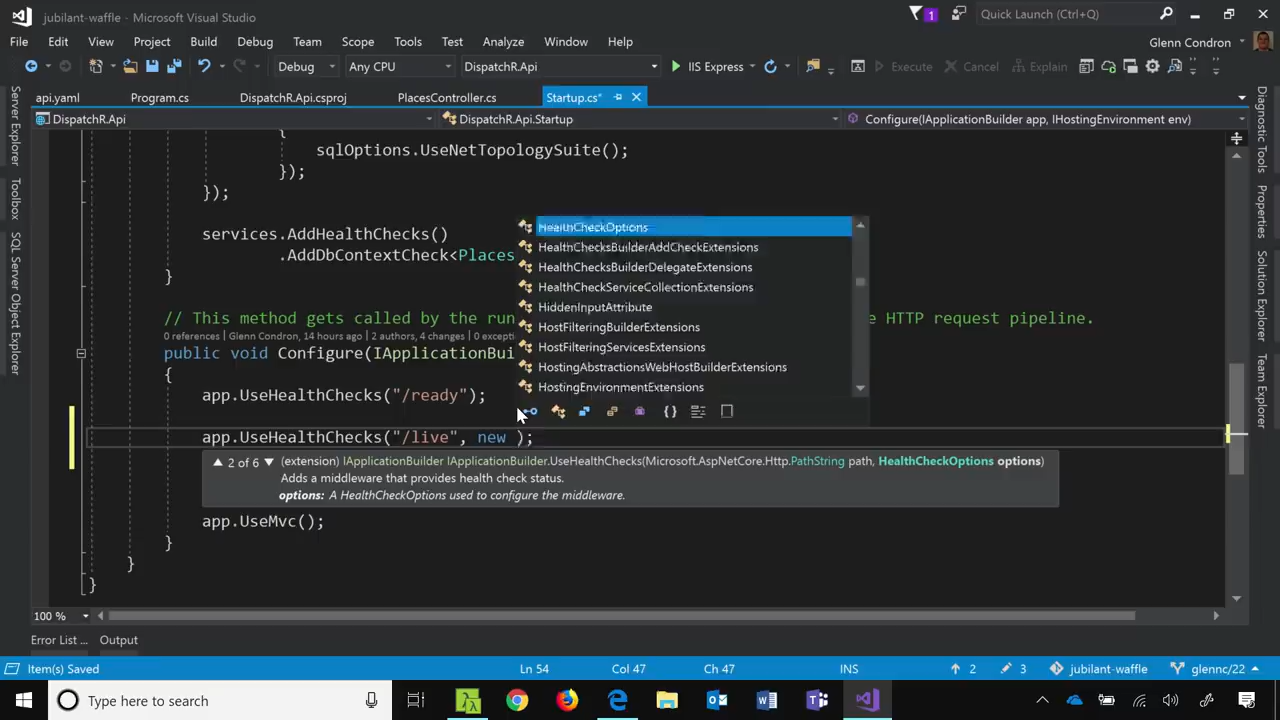 jubilant-waffle - Microsoft Visual Studio
1
Quick Launch (Ctrl+Q)
File Edit View Project Build Debug Team Scope Tools Test Analyze Window Help
Glenn Condron
Debug Any CPU DispatchR.Api IIS Express Execute Cancel Explain
api.yaml Program.cs DispatchR.Api.csproj PlacesController.cs Startup.cs*
DispatchR.Api DispatchR.Api.Startup Configure(IApplicationBuilder app, IHostingEnvironment env)
Server Explorer
Toolbox
SQL Server Object Explorer
{
sqlOptions.UseNetTopologySuite();
});
});
services.AddHealthChecks()
.AddDbContextCheck<Places
}
// This method gets called by the run
e HTTP request pipeline.
0 references | Glenn Condron, 14 hours ago | 2 authors, 4 changes | 0 exceptio
public void Configure(IApplicationBuil
{
app.UseHealthChecks("/ready");
app.UseHealthChecks("/live", new );
HealthCheckOptions
HealthChecksBuilderAddCheckExtensions
HealthChecksBuilderDelegateExtensions
HealthCheckServiceCollectionExtensions
HiddenInputAttribute
HostFilteringBuilderExtensions
HostFilteringServicesExtensions
HostingAbstractionsWebHostBuilderExtensions
HostingEnvironmentExtensions
2 of 6 (extension) IApplicationBuilder IApplicationBuilder.UseHealthChecks(Microsoft.AspNetCore.Http.PathString path, HealthCheckOptions options)
Adds a middleware that provides health check status.
options: A HealthCheckOptions used to configure the middleware.
app.UseMvc();
}
}
}
Diagnostic Tools
Properties
Solution Explorer
Team Explorer
100 %
Error List ... Output
Item(s) Saved Ln 54 Col 47 Ch 47 INS 2 3 jubilant-waffle glennc/22
Type here to search